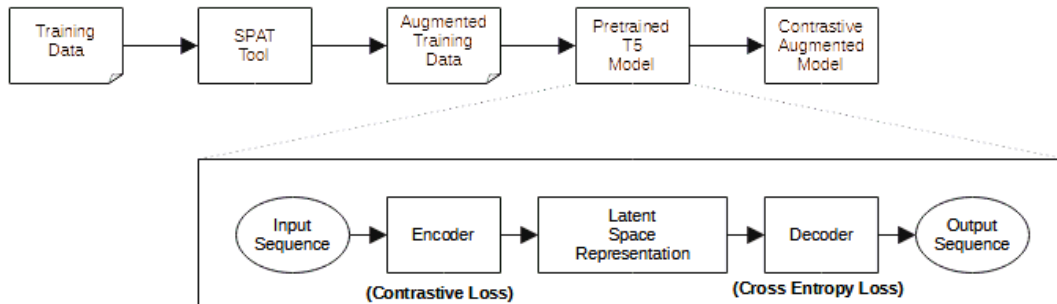 Training
Data
SPAT
Tool
Augmented
Training
Data
Pretrained
T5
Model
Contrastive
Augmented
Model
Input
Sequence
Encoder
Latent
Space
Representation
Decoder
Output
Sequence
(Contrastive Loss)
(Cross Entropy Loss)